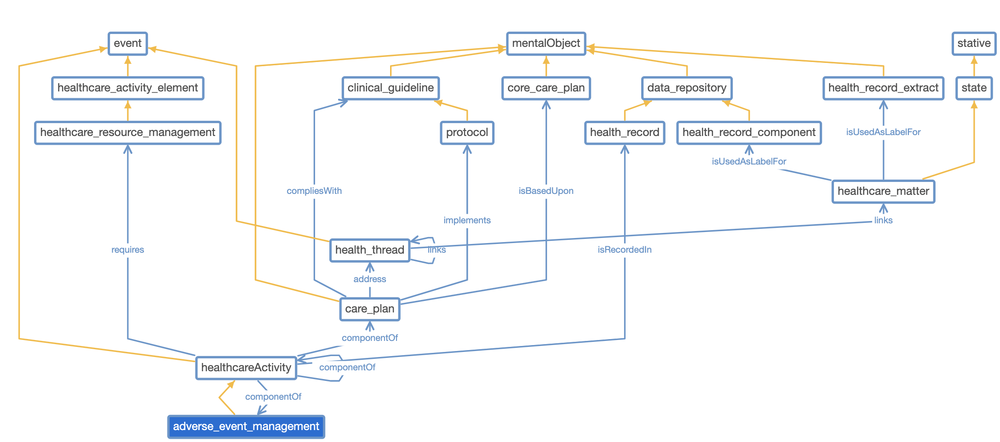 event
mentalObject
stative
healthcare_activity_element
clinical_guideline
core_care_plan
data_repository
health_record_extract
state
healthcare_resource_management
protocol
health_record
health_record_component
isUsedAsLabelFor
isUsedAsLabelFor
compliesWith
isBasedUpon
healthcare_matter
implements
links
requires
health_thread
links
isRecordedIn
address
care_plan
componentOf
healthcareActivity
componentOf
componentOf
adverse_event_management